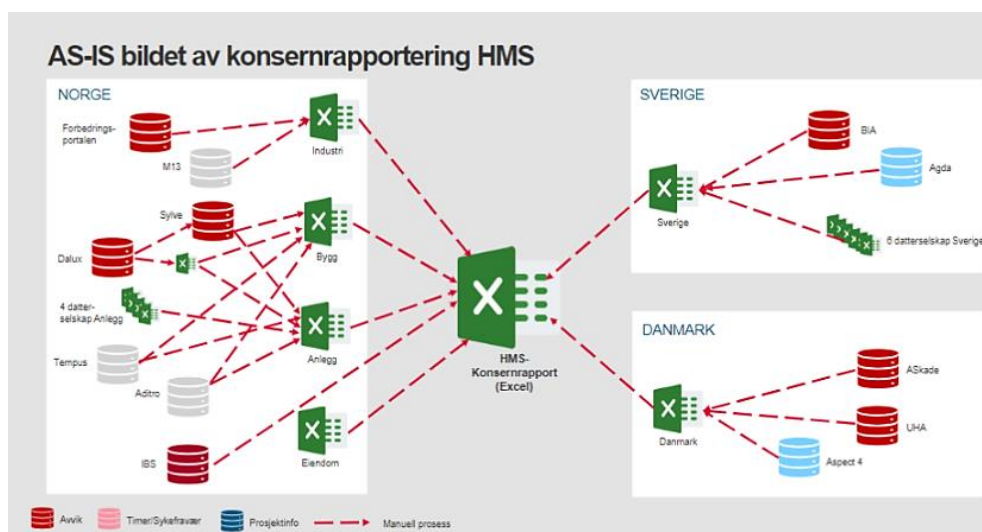 AS-IS bildet av konsernrapportering HMS
NORGE
Forbedrings-
portalen
M13
Industri
Sylve
Dalux
Bygg
4 datter-
selskap Anlegg
Tempus
Aditro
Anlegg
IBS
Eiendom
HMS-
Konsernrapport
(Excel)
SVERIGE
BIA
Agda
Sverige
6 datterselskap Sverige
DANMARK
ASkade
UHA
Danmark
Aspect 4
Avvik
Timer/Sykefravær
Prosjektinfo
Manuell prosess